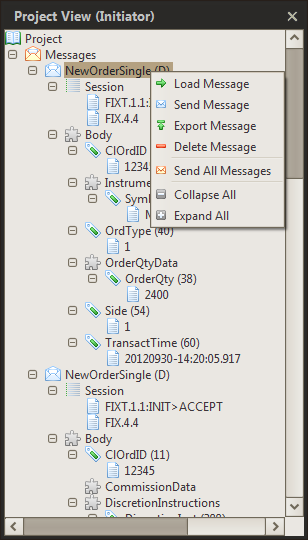 Project View (Initiator)
Project
Messages
NewOrderSingle (D)
Load Message
Session
Send Message
FIXT.1.1:
Export Message
FIX.4.4
Delete Message
Body
ClOrdID
Send All Messages
12345
Instrume
Collapse All
Sym
Expand All
OrdType (40)
1
OrderQtyData
OrderQty (38)
2400
Side (54)
1
TransactTime (60)
20120930-14:20:05.917
NewOrderSingle (D)
Session
FIXT.1.1:INIT>ACCEPT
FIX.4.4
Body
ClOrdID (11)
12345
CommissionData
DiscretionInstructions